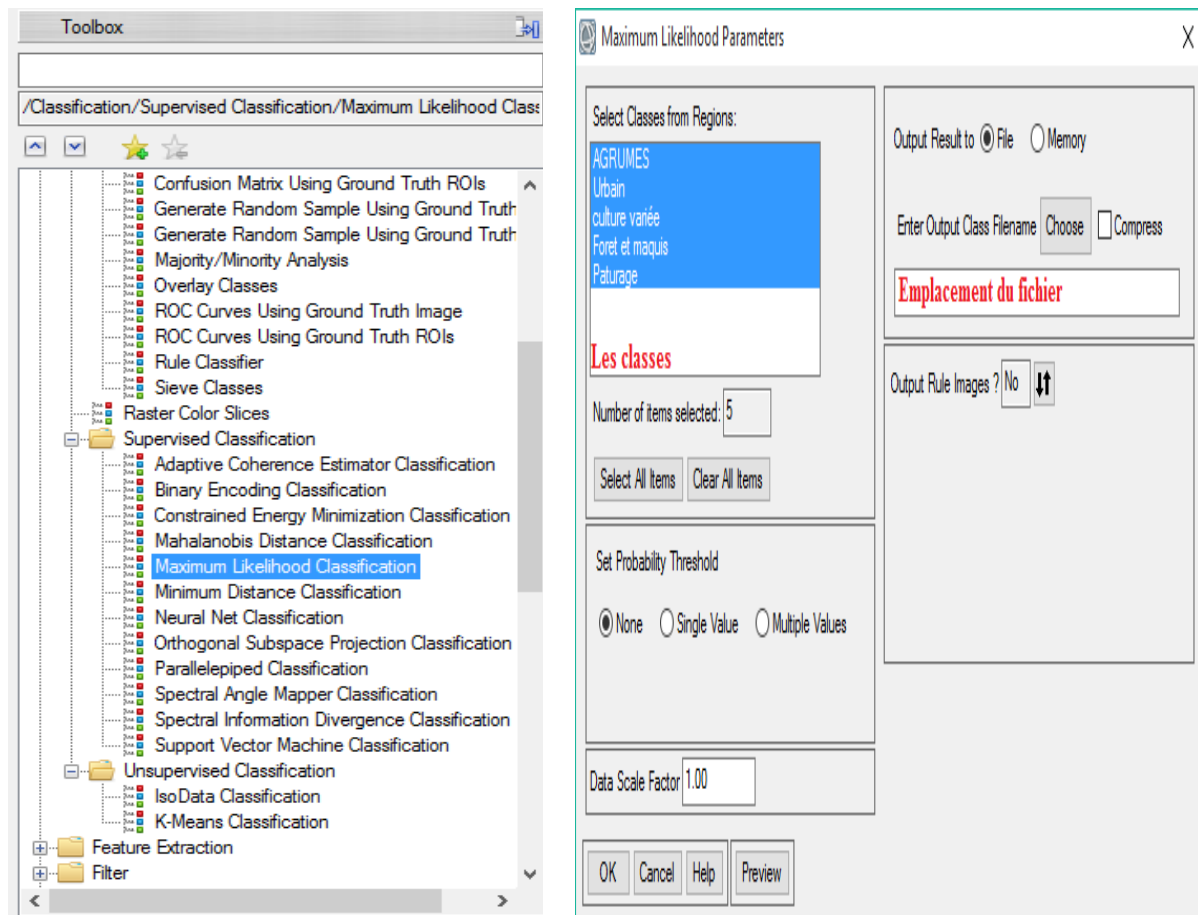 Toolbox
/Classification/Supervised Classification/Maximum Likelihood Class
Confusion Matrix Using Ground Truth ROIs
Generate Random Sample Using Ground Truth
Generate Random Sample Using Ground Truth
Majority/Minority Analysis
Overlay Classes
ROC Curves Using Ground Truth Image
ROC Curves Using Ground Truth ROIs
Rule Classifier
Sieve Classes
Raster Color Slices
Supervised Classification
Adaptive Coherence Estimator Classification
Binary Encoding Classification
Constrained Energy Minimization Classification
Mahalanobis Distance Classification
Maximum Likelihood Classification
Minimum Distance Classification
Neural Net Classification
Orthogonal Subspace Projection Classification
Parallelepiped Classification
Spectral Angle Mapper Classification
Spectral Information Divergence Classification
Support Vector Machine Classification
Unsupervised Classification
IsoData Classification
K-Means Classification
Feature Extraction
Filter
Maximum Likelihood Parameters
Select Classes from Regions:
AGRUMES
Urbain
culture variée
Foret et maquis
Paturage
Les classes
Number of items selected: 5
Select All Items Clear All Items
Set Probability Threshold
None Single Value Multiple Values
Data Scale Factor 1.00
OK Cancel Help Preview
Output Result to File Memory
Enter Output Class Filename Choose Compress
Emplacement du fichier
Output Rule Images ? No